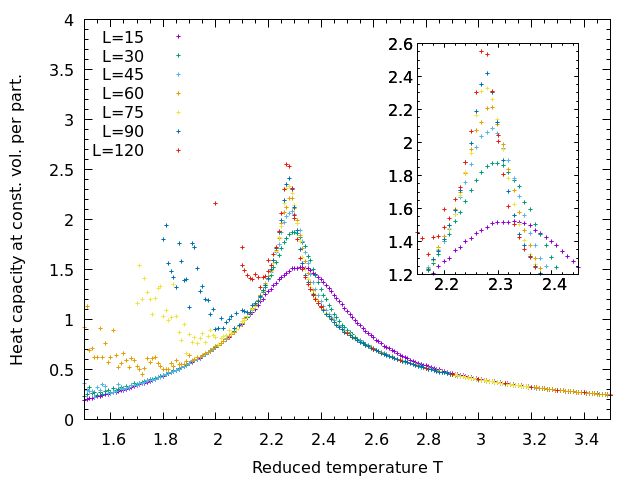 Heat capacity at const. vol. per part.
4
3.5
3
2.5
2
1.5
1
0.5
0
L=15
L=30
L=45
L=60
L=75
L=90
L=120
2.6
2.4
2.2
2
1.8
1.6
1.4
1.2
2.2 2.3 2.4
1.6 1.8 2 2.2 2.4 2.6 2.8 3 3.2 3.4
Reduced temperature T